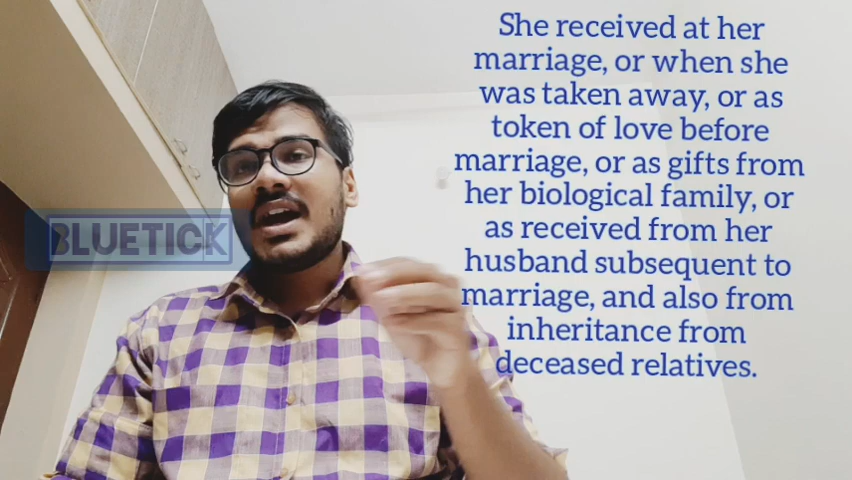 She received at her
marriage, or when she
was taken away, or as
token of love before
marriage, or as gifts from
her biological family, or
as received from her
husband subsequent to
marriage, and also from
inheritance from
deceased relatives.
BLUETICK